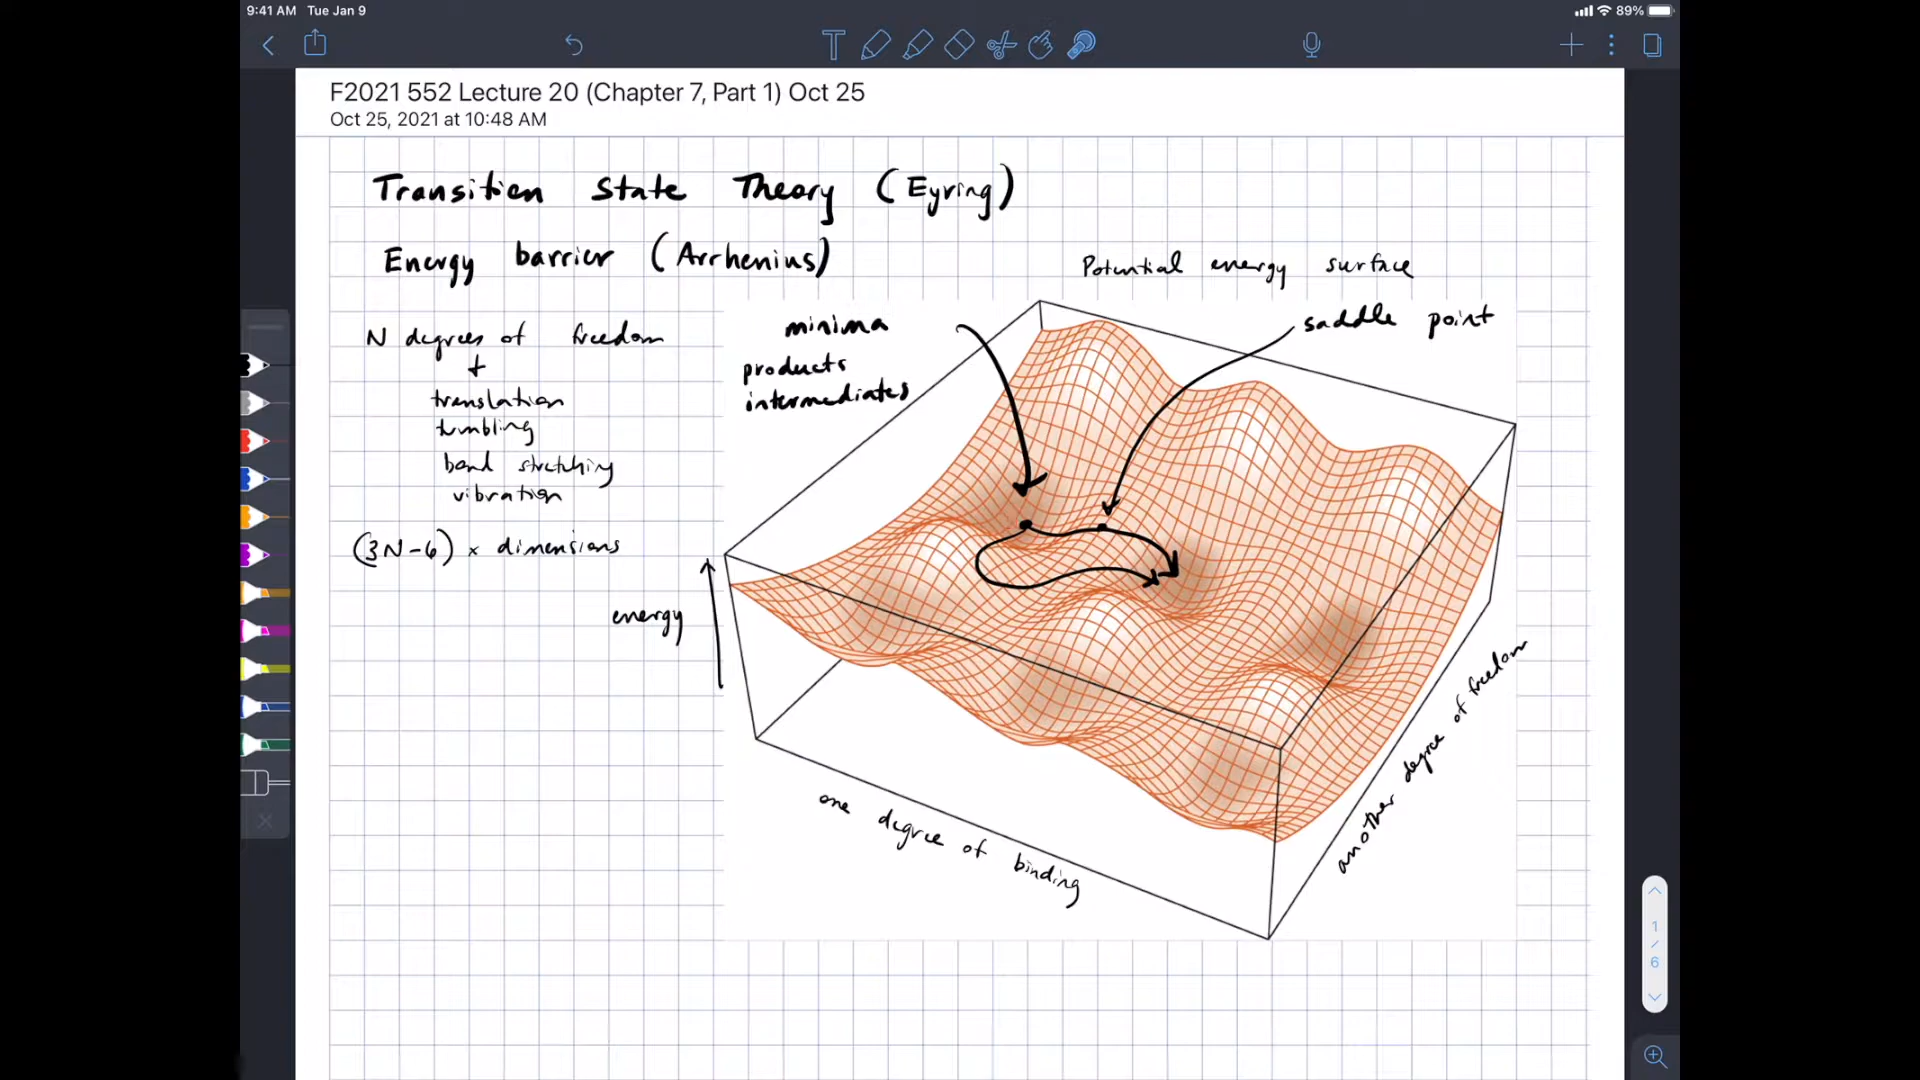 9:41 AM Tue Jan 9
89%
F2021 552 Lecture 20 (Chapter 7, Part 1) Oct 25
Oct 25, 2021 at 10:48 AM
Transition State Theory (Eyring)
Energy barrier (Arrhenius)
Potential energy surface
minima
saddle point
N degrees of freedom
products
intermediates
translation
tumbling
bond stretching
vibration
(3N-6) x dimensions
energy
one degree of binding
another degree of freedom
1
/
6